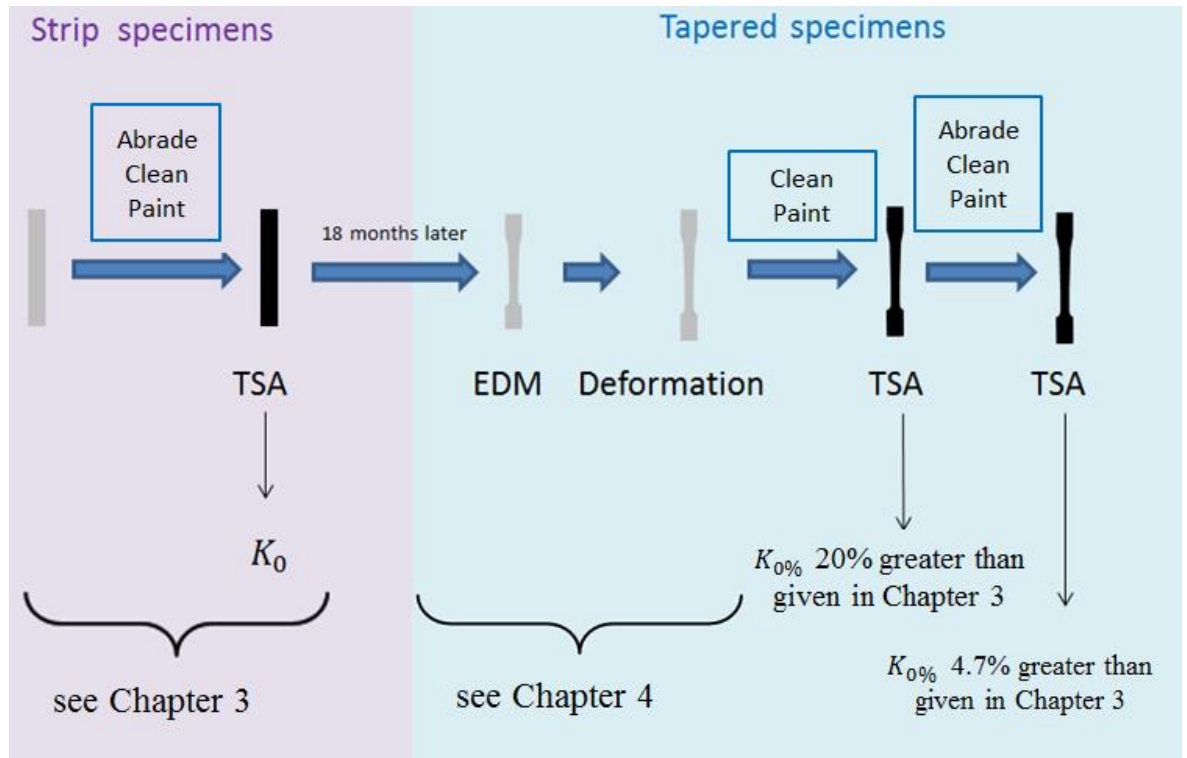 Strip specimens
Tapered specimens
Abrade
Clean
Paint
18 months later
Clean
Paint
Abrade
Clean
Paint
TSA
EDM
Deformation
TSA
TSA
K₀
K₀% 20% greater than
given in Chapter 3
K₀% 4.7% greater than
given in Chapter 3
see Chapter 3
see Chapter 4